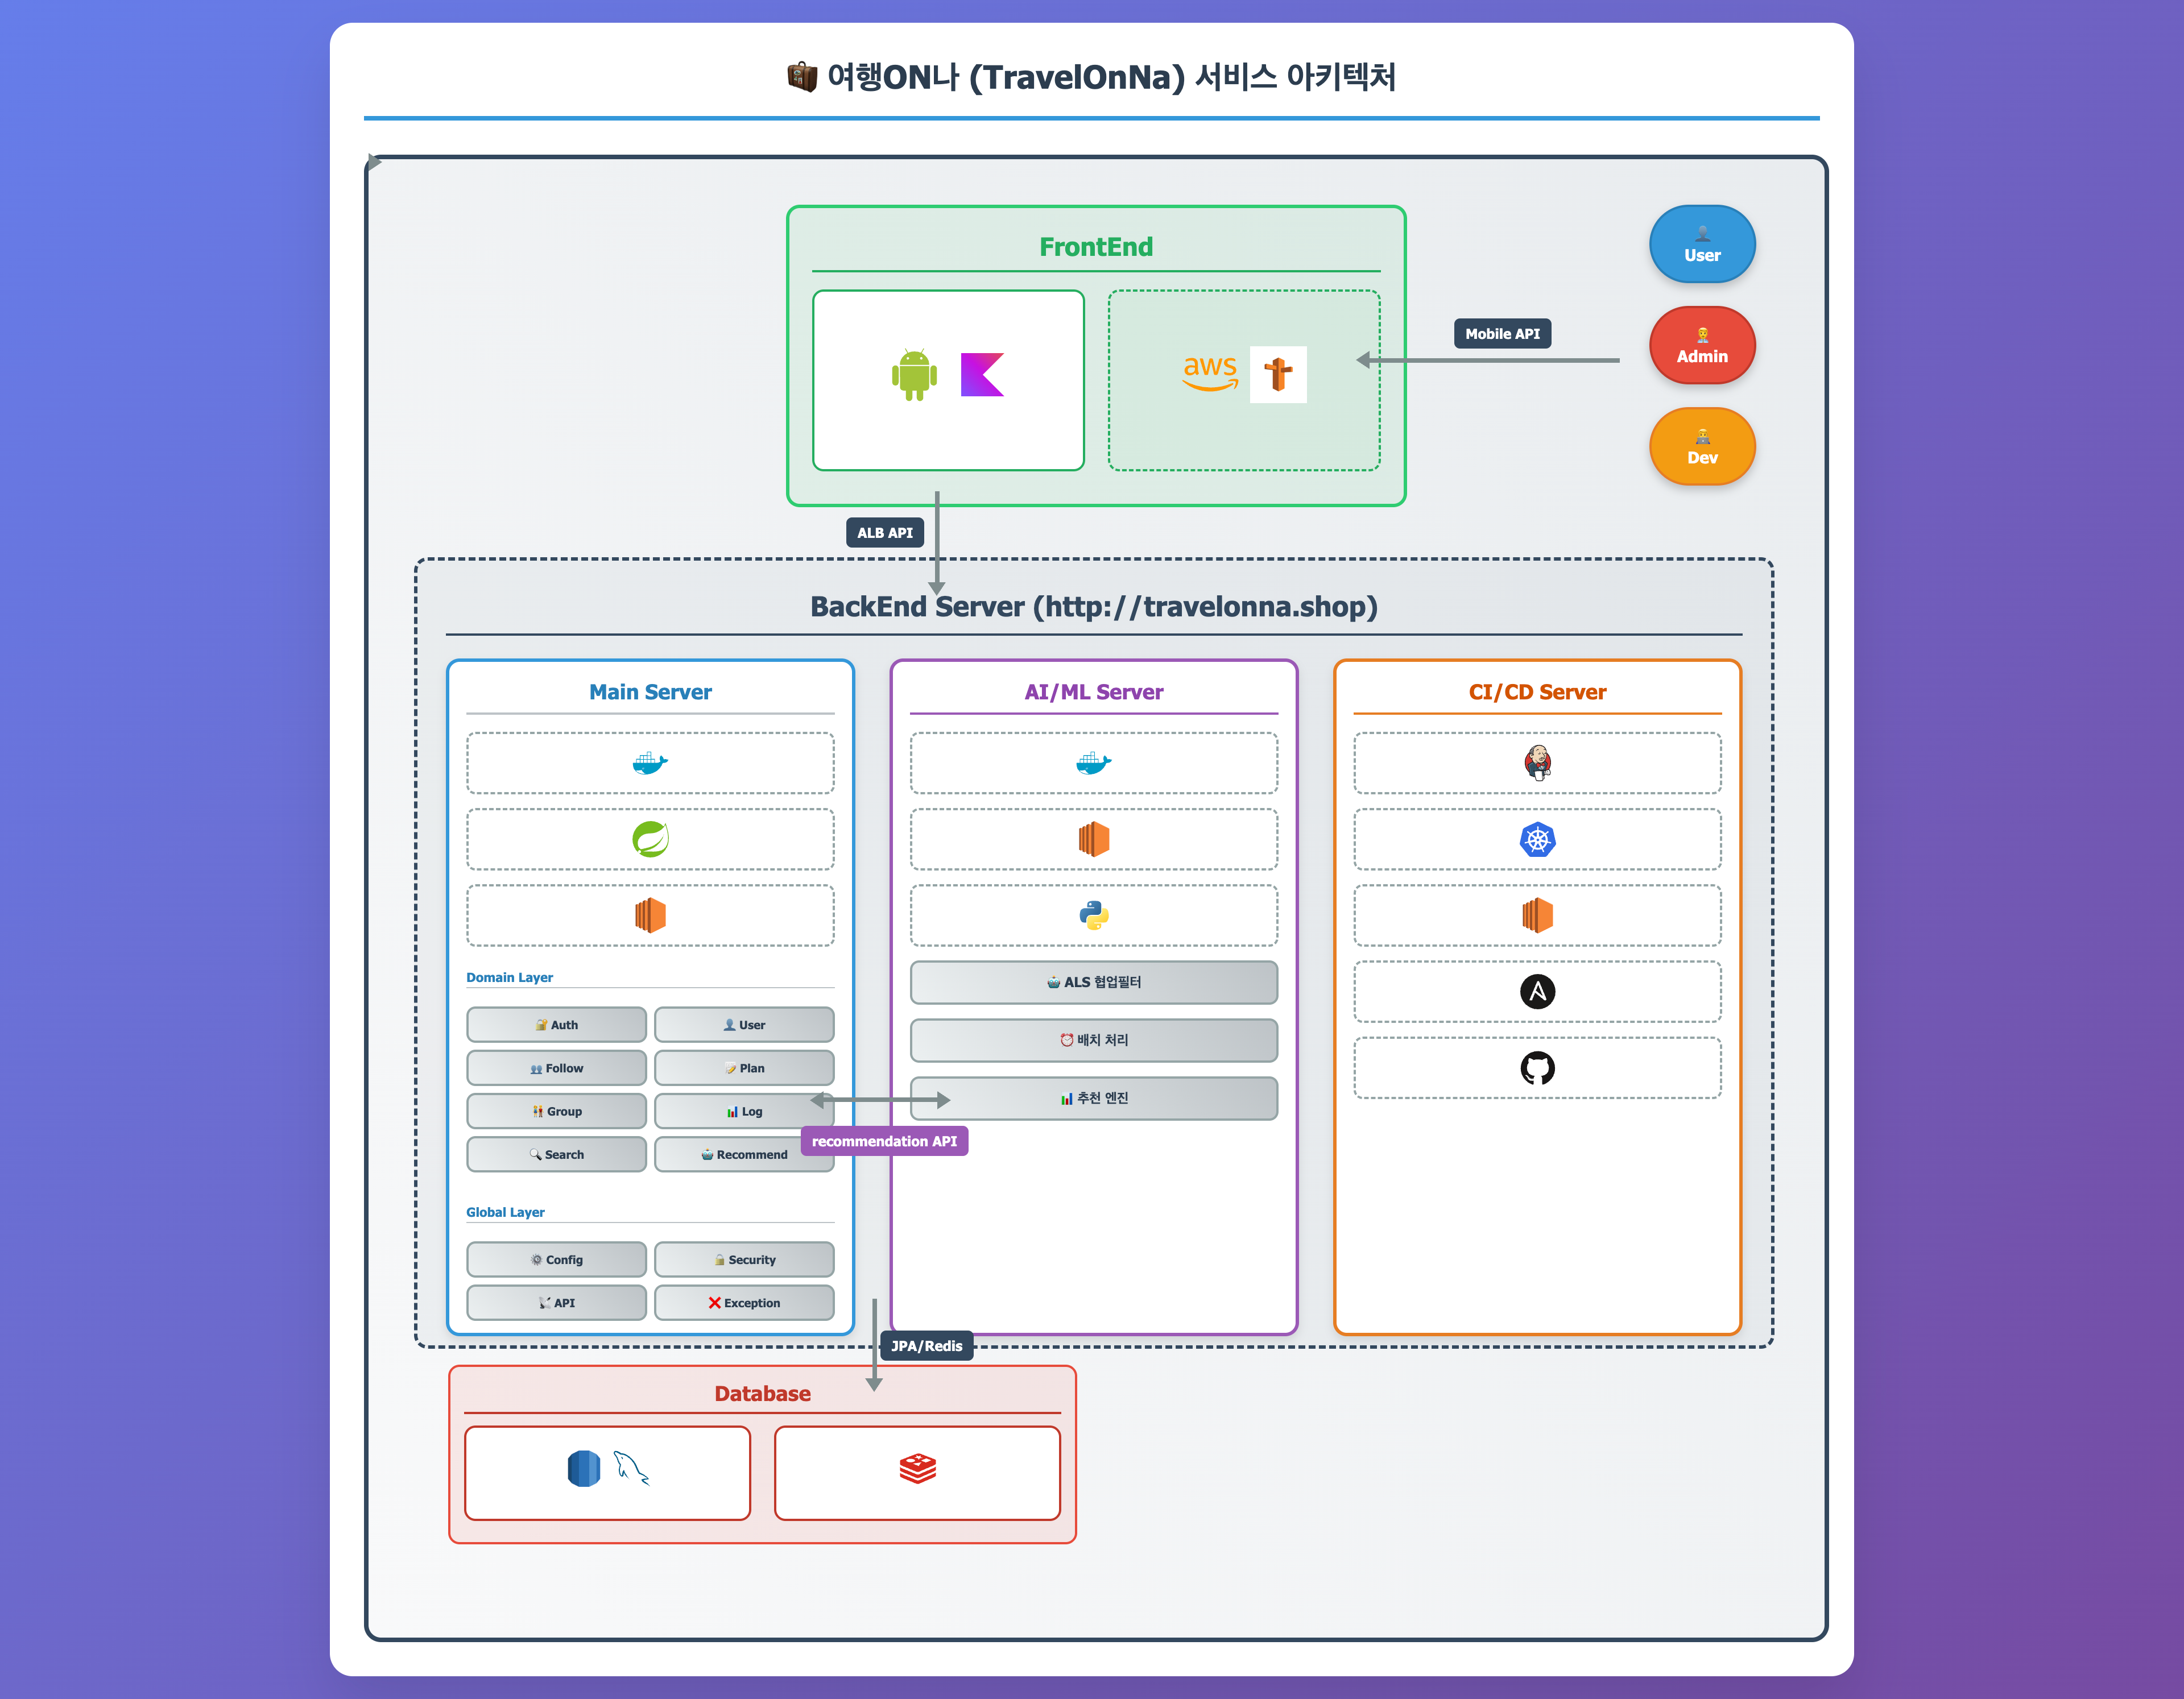 여행ON나 (TravelOnNa) 서비스 아키텍처
FrontEnd
aws
User
Admin
Dev
Mobile API
ALB API
BackEnd Server (http://travelonna.shop)
Main Server
Domain Layer
Auth
User
Follow
Plan
Group
Log
Search
Recommend
Global Layer
Config
Security
API
Exception
AI/ML Server
ALS 협업필터
배치 처리
추천 엔진
recommendation API
CI/CD Server
JPA/Redis
Database